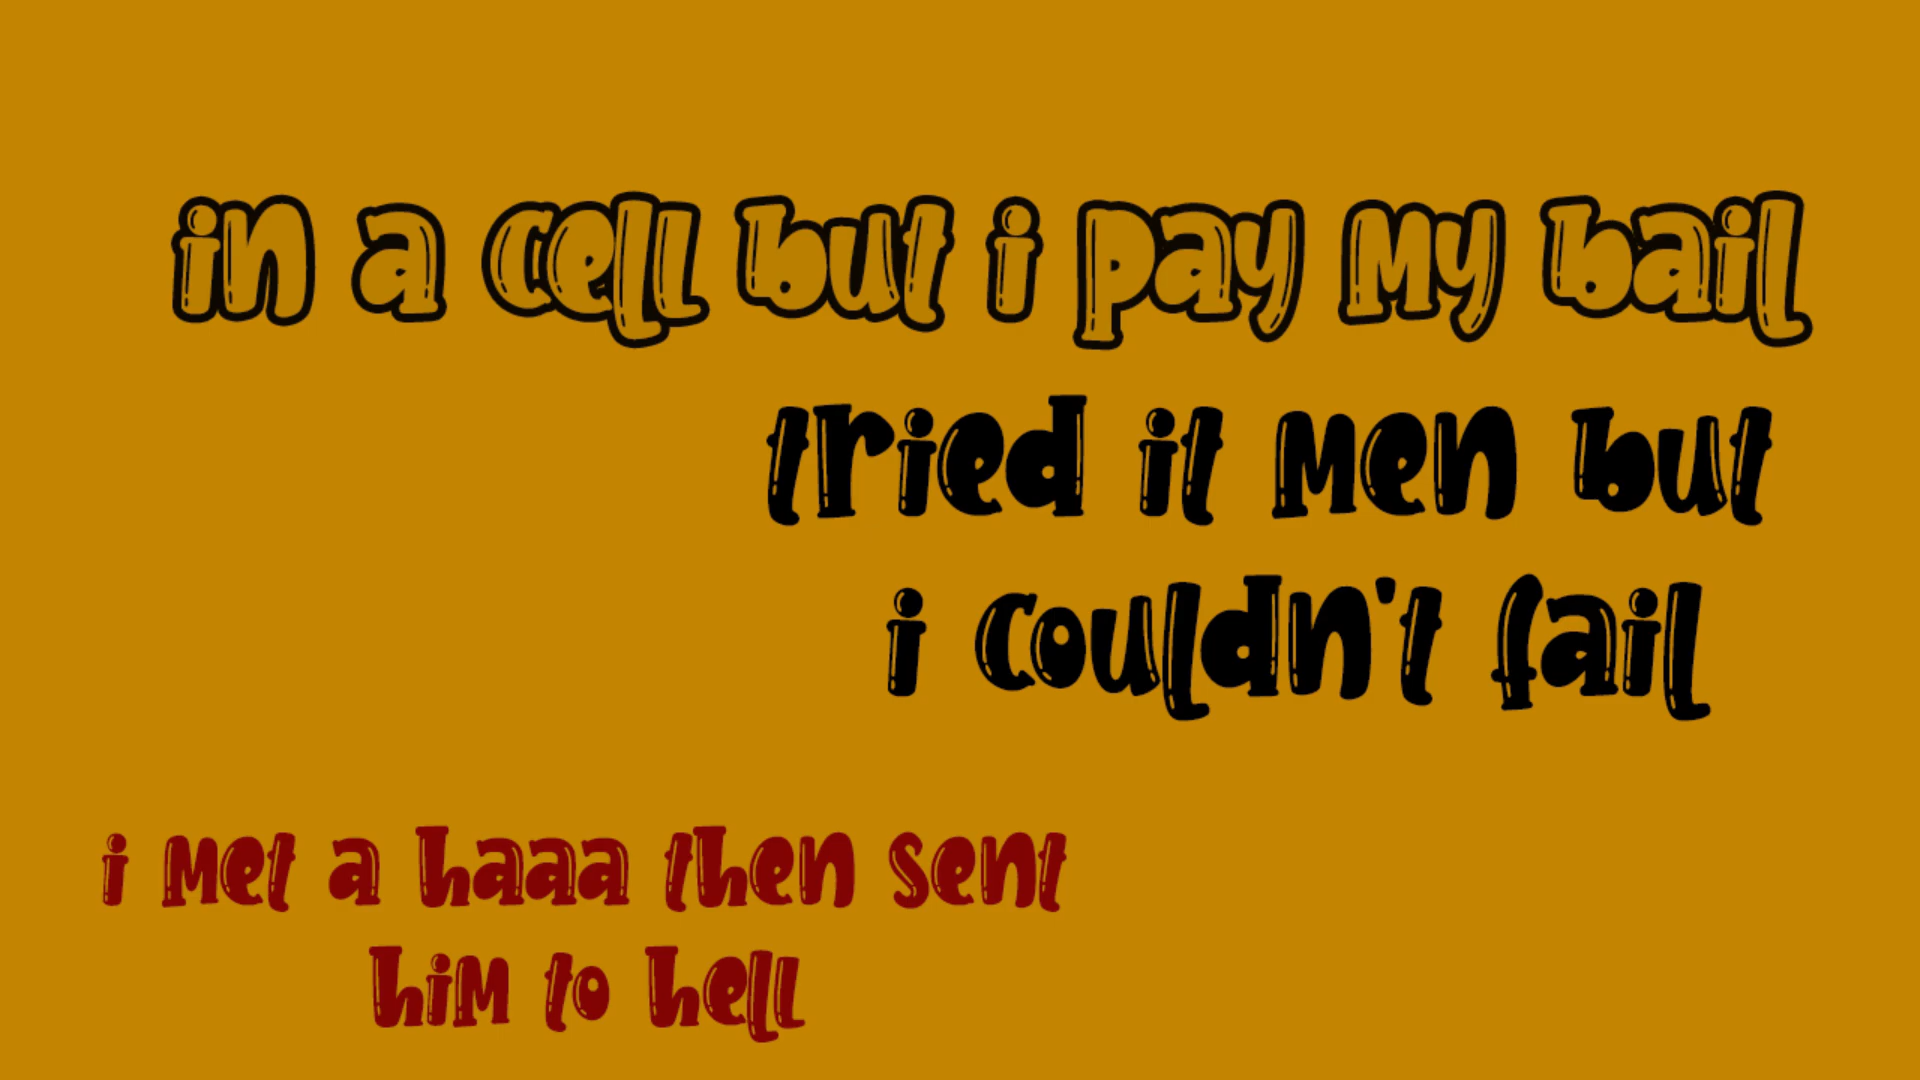 in a cell but i pay my bail
tried it men but
i couldn't fail
i met a haaa then sent
him to hell